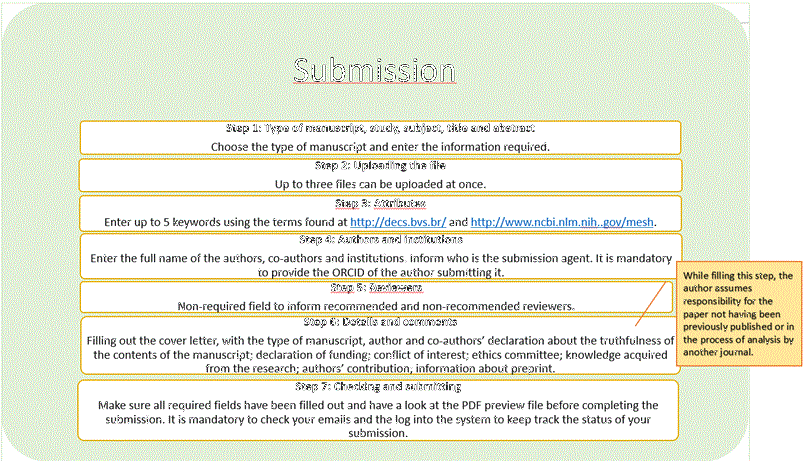 Submission
Step 1: Type of manuscript, study, subject, title and abstract
Choose the type of manuscript and enter the information required.
Step 2: Uploading the file
Up to three files can be uploaded at once.
Step 3: Attributes
Enter up to 5 keywords using the terms found at http://decs.bvs.br/ and http://www.ncbi.nlm.nih..gov/mesh.
Step 4: Authors and institutions
Enter the full name of the authors, co-authors and institutions. Inform who is the submission agent. It is mandatory
to provide the ORCID of the author submitting it.
Step 5: Reviewers
Non-required field to inform recommended and non-recommended reviewers.
Step 6: Details and comments
Filling out the cover letter, with the type of manuscript, author and co-authors' declaration about the truthfulness of
the contents of the manuscript; declaration of funding; conflict of interest; ethics committee; knowledge acquired
from the research; authors' contribution, information about preprint.
Step 7: Checking and submitting
Make sure all required fields have been filled out and have a look at the PDF preview file before completing the
submission. It is mandatory to check your emails and the log into the system to keep track the status of your
submission.
While filling this step, the
author assumes
responsibility for the
paper not having been
previously published or in
the process of analysis by
another journal.